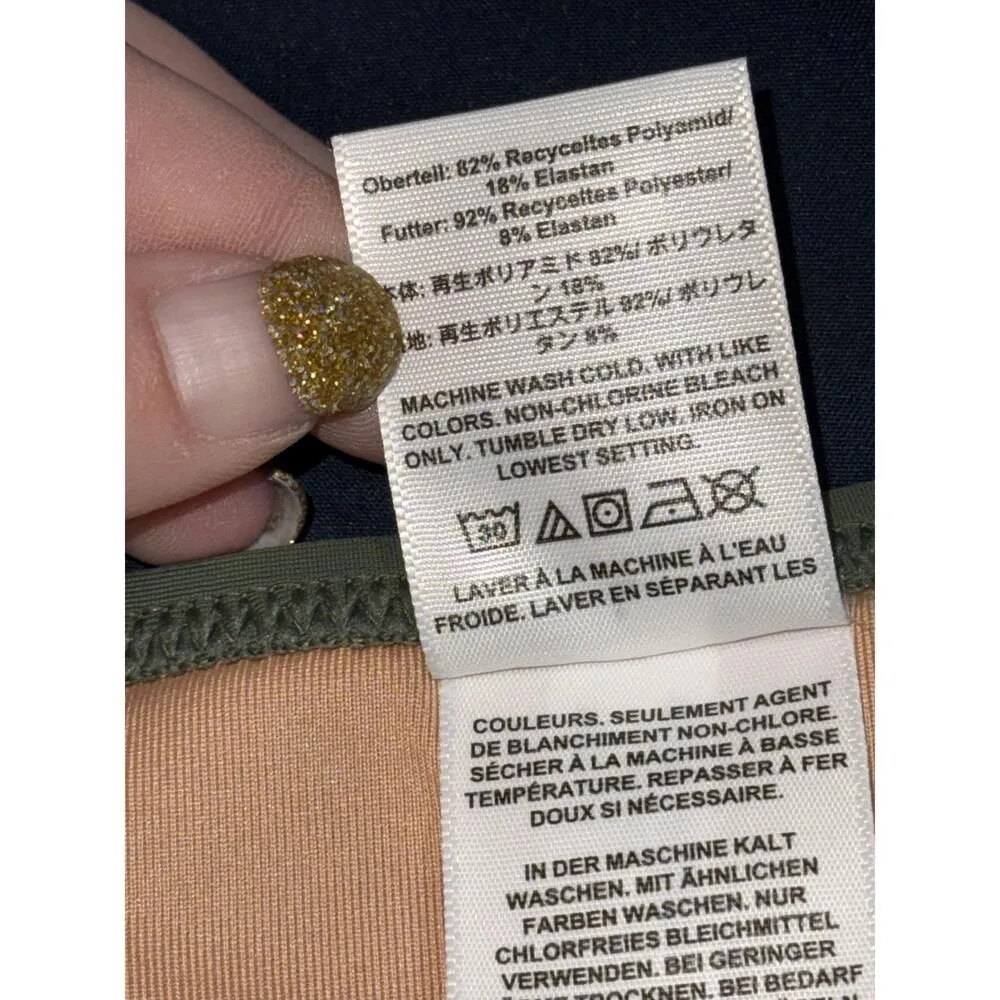 Oberteil: 82% Recyceltes Polyamid/
18% Elastan
Futter: 92% Recyceltes Polyester/
8% Elastan
体: 再生ポリアミド 82%/ ポリウレタ
ン 18%
地: 再生ポリエステル 92%/ ポリウレ
タン 8%
MACHINE WASH COLD. WITH LIKE
COLORS. NON-CHLORINE BLEACH
ONLY. TUMBLE DRY LOW. IRON ON
LOWEST SETTING.
30
LAVER À LA MACHINE À L'EAU
FROIDE. LAVER EN SÉPARANT LES
COULEURS. SEULEMENT AGENT
DE BLANCHIMENT NON-CHLORE.
SÉCHER À LA MACHINE À BASSE
TEMPÉRATURE. REPASSER À FER
DOUX SI NÉCESSAIRE.
IN DER MASCHINE KALT
WASCHEN. MIT ÄHNLICHEN
FARBEN WASCHEN. NUR
CHLORFREIES BLEICHMITTEL
VERWENDEN. BEI GERINGER
TROCKNEN. BEI BEDARF